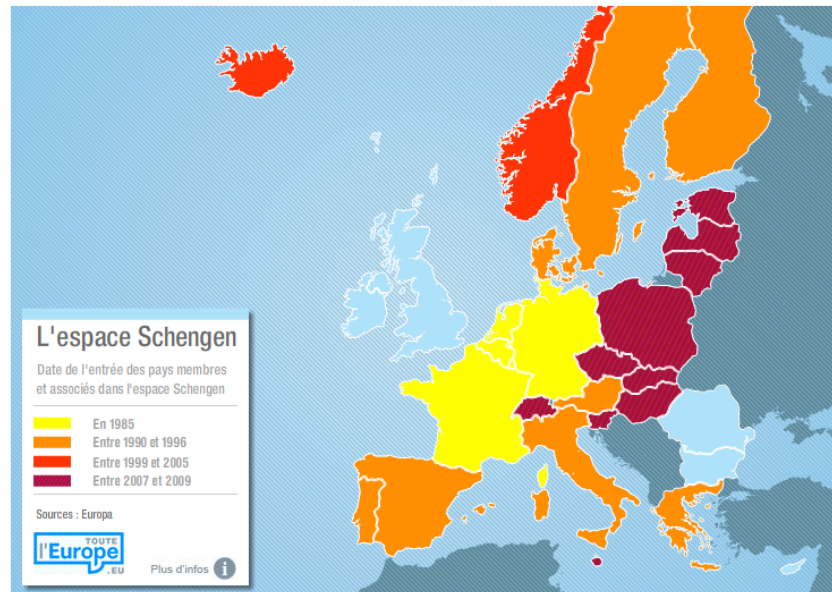 L'espace Schengen
Date de l'entrée des pays membres
et associés dans l'espace Schengen
En 1985
Entre 1990 et 1996
Entre 1999 et 2005
Entre 2007 et 2009
Sources : Europa
TOUTE
l'Europe
.EU
Plus d'infos i